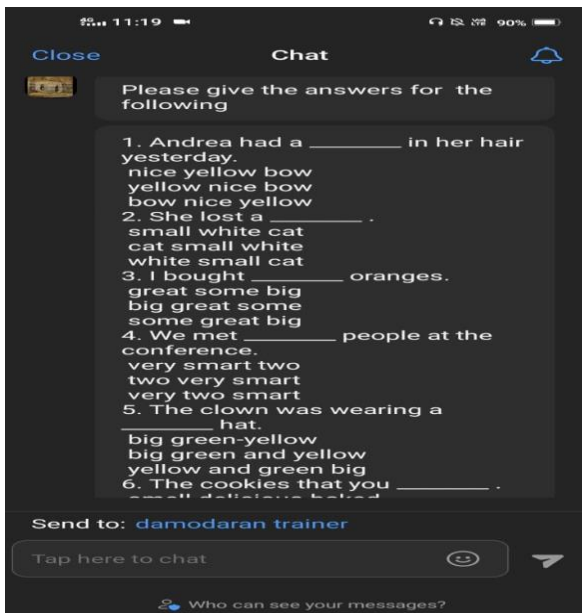 11:19 90%
Close Chat
Please give the answers for the
following
1. Andrea had a ________ in her hair
yesterday.
nice yellow bow
yellow nice bow
bow nice yellow
2. She lost a ________ .
small white cat
cat small white
white small cat
3. I bought ________ oranges.
great some big
big great some
some great big
4. We met ________ people at the
conference.
very smart two
two very smart
very two smart
5. The clown was wearing a
________ hat.
big green-yellow
big green and yellow
yellow and green big
6. The cookies that you ________ .
small delicious baked
Send to: damodaran trainer
Tap here to chat
Who can see your messages?